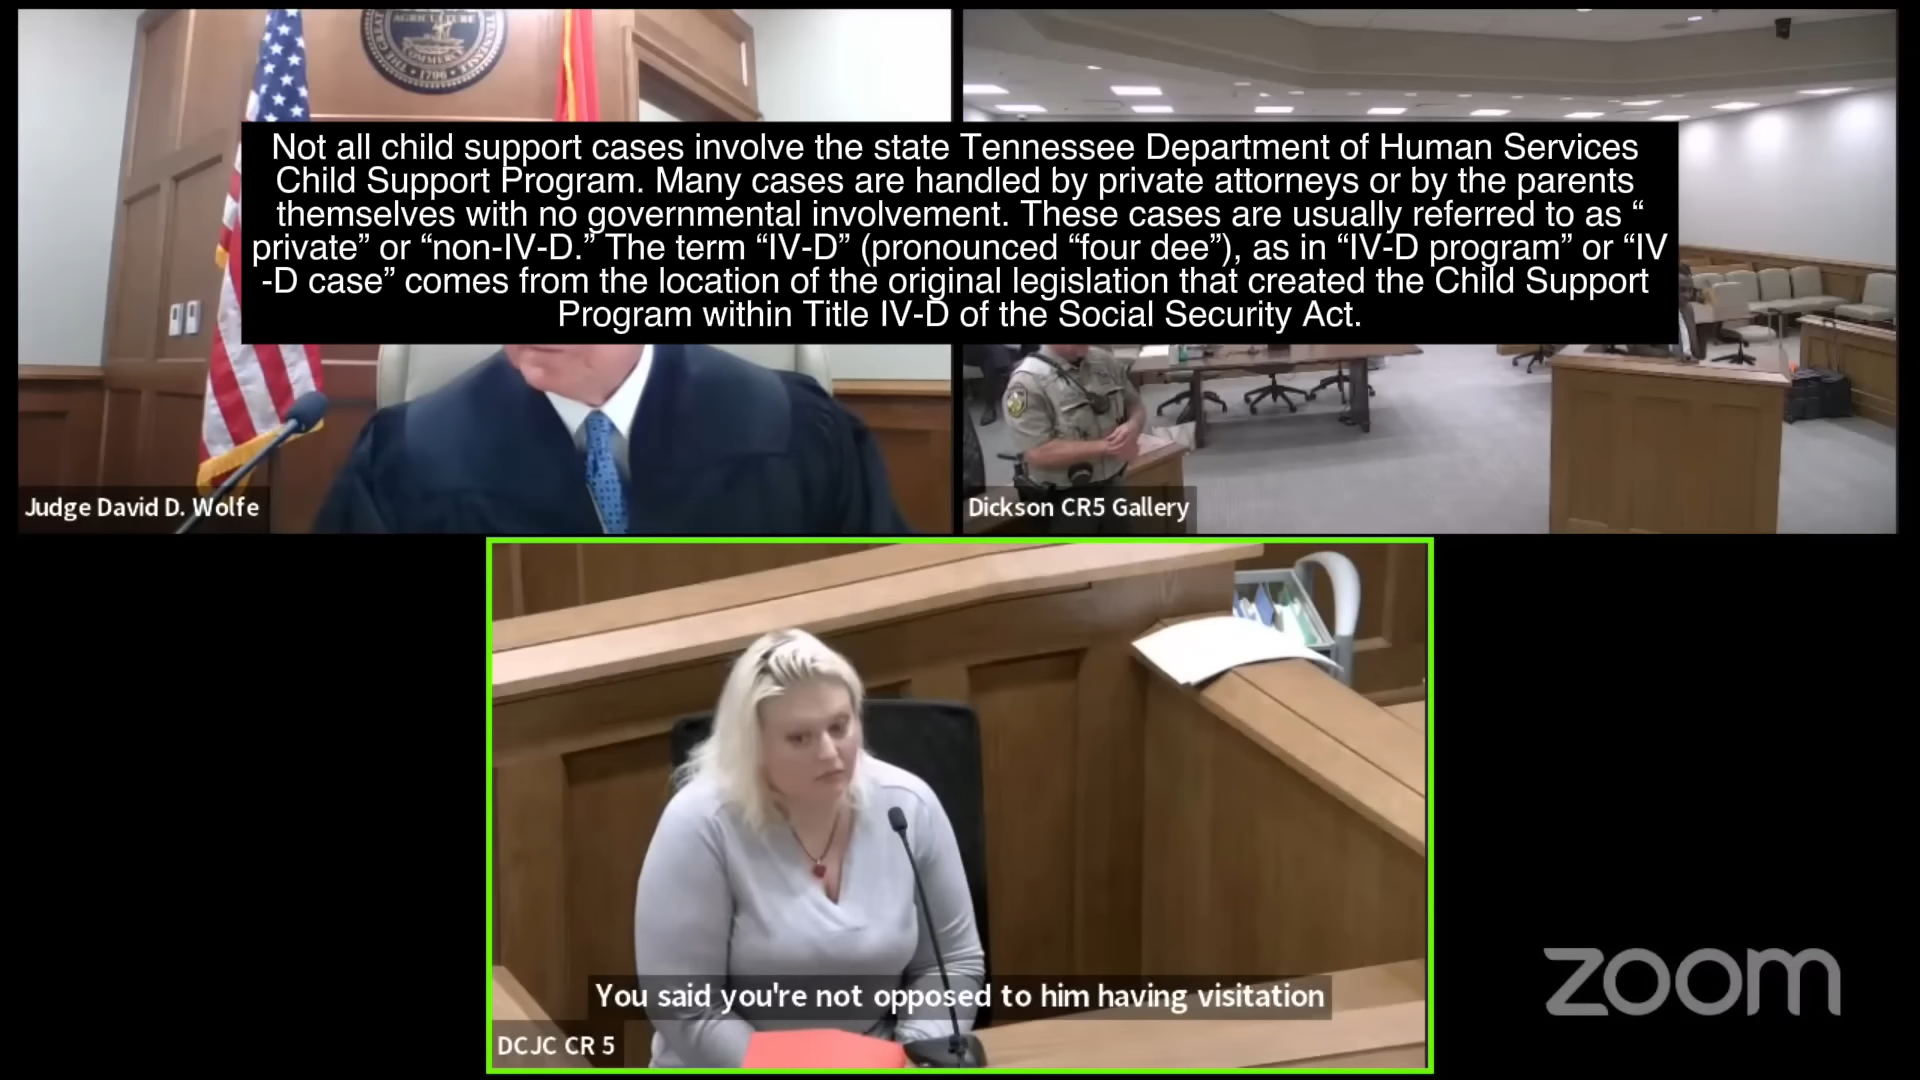 AGRICULTURE
COMMERCE
1796
Not all child support cases involve the state Tennessee Department of Human Services
Child Support Program. Many cases are handled by private attorneys or by the parents
themselves with no governmental involvement. These cases are usually referred to as “
private” or “non-IV-D.” The term “IV-D” (pronounced “four dee”), as in “IV-D program” or “IV
-D case” comes from the location of the original legislation that created the Child Support
Program within Title IV-D of the Social Security Act.
Judge David D. Wolfe
Dickson CR5 Gallery
You said you're not opposed to him having visitation
DCJC CR 5
zoom